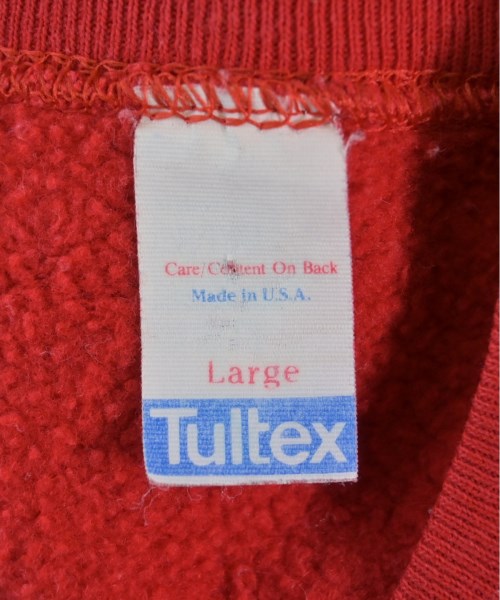 Care/Content On Back
Made in U.S.A.
Large
Tultex